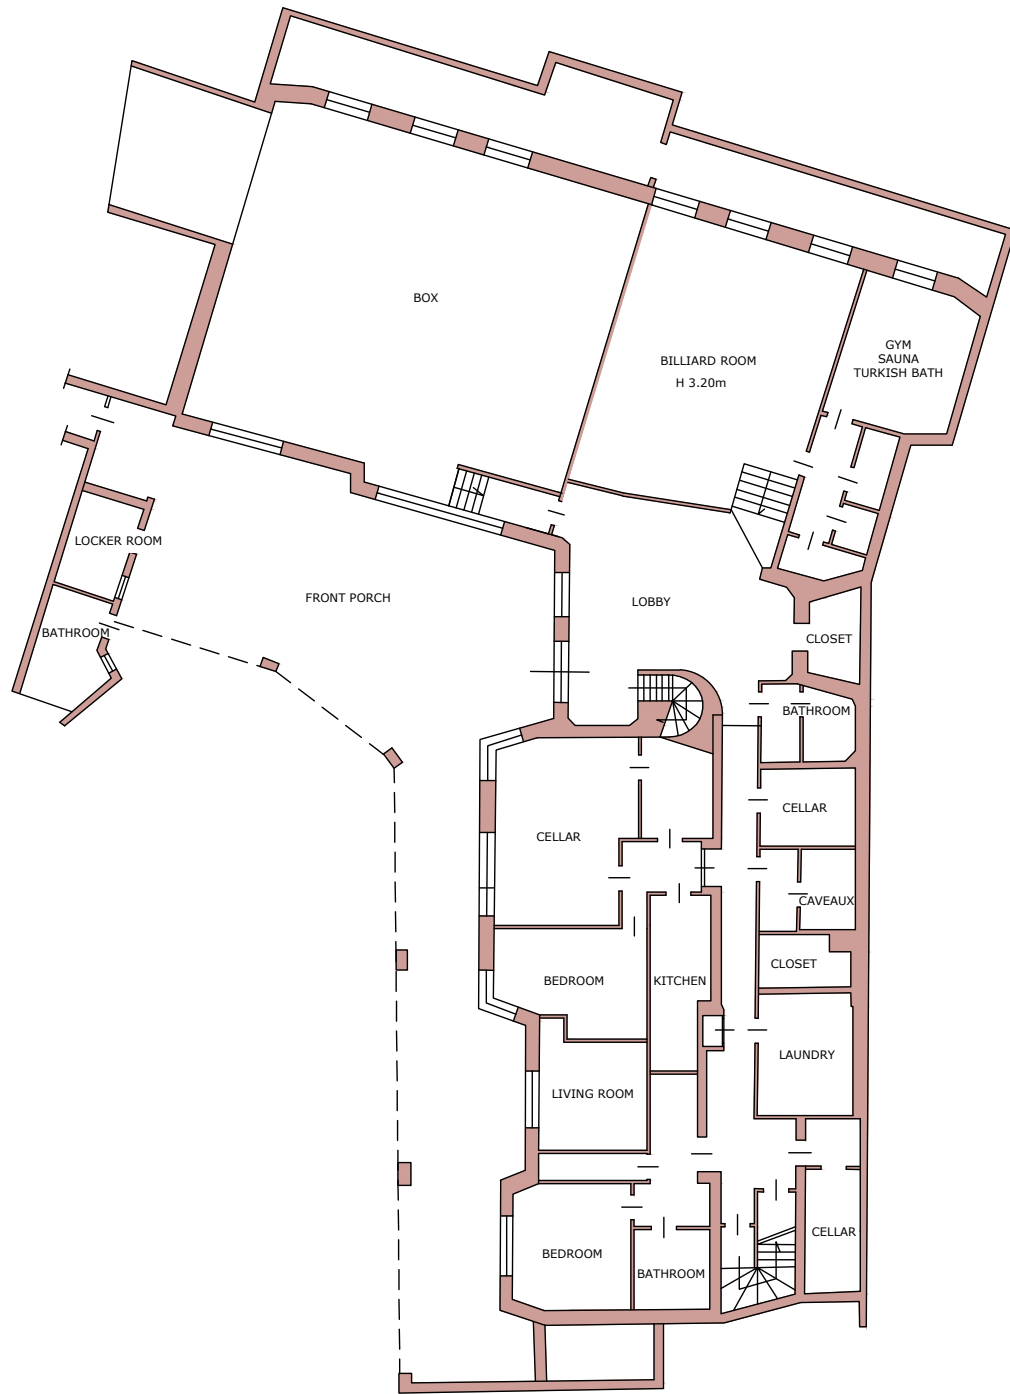 BOX
GYM
SAUNA
TURKISH BATH
BILLIARD ROOM
H 3.20m
LOCKER ROOM
FRONT PORCH
LOBBY
BATHROOM
CLOSET
BATHROOM
CELLAR
CELLAR
CAVEAUX
CLOSET
BEDROOM
KITCHEN
LAUNDRY
LIVING ROOM
CELLAR
BEDROOM
BATHROOM